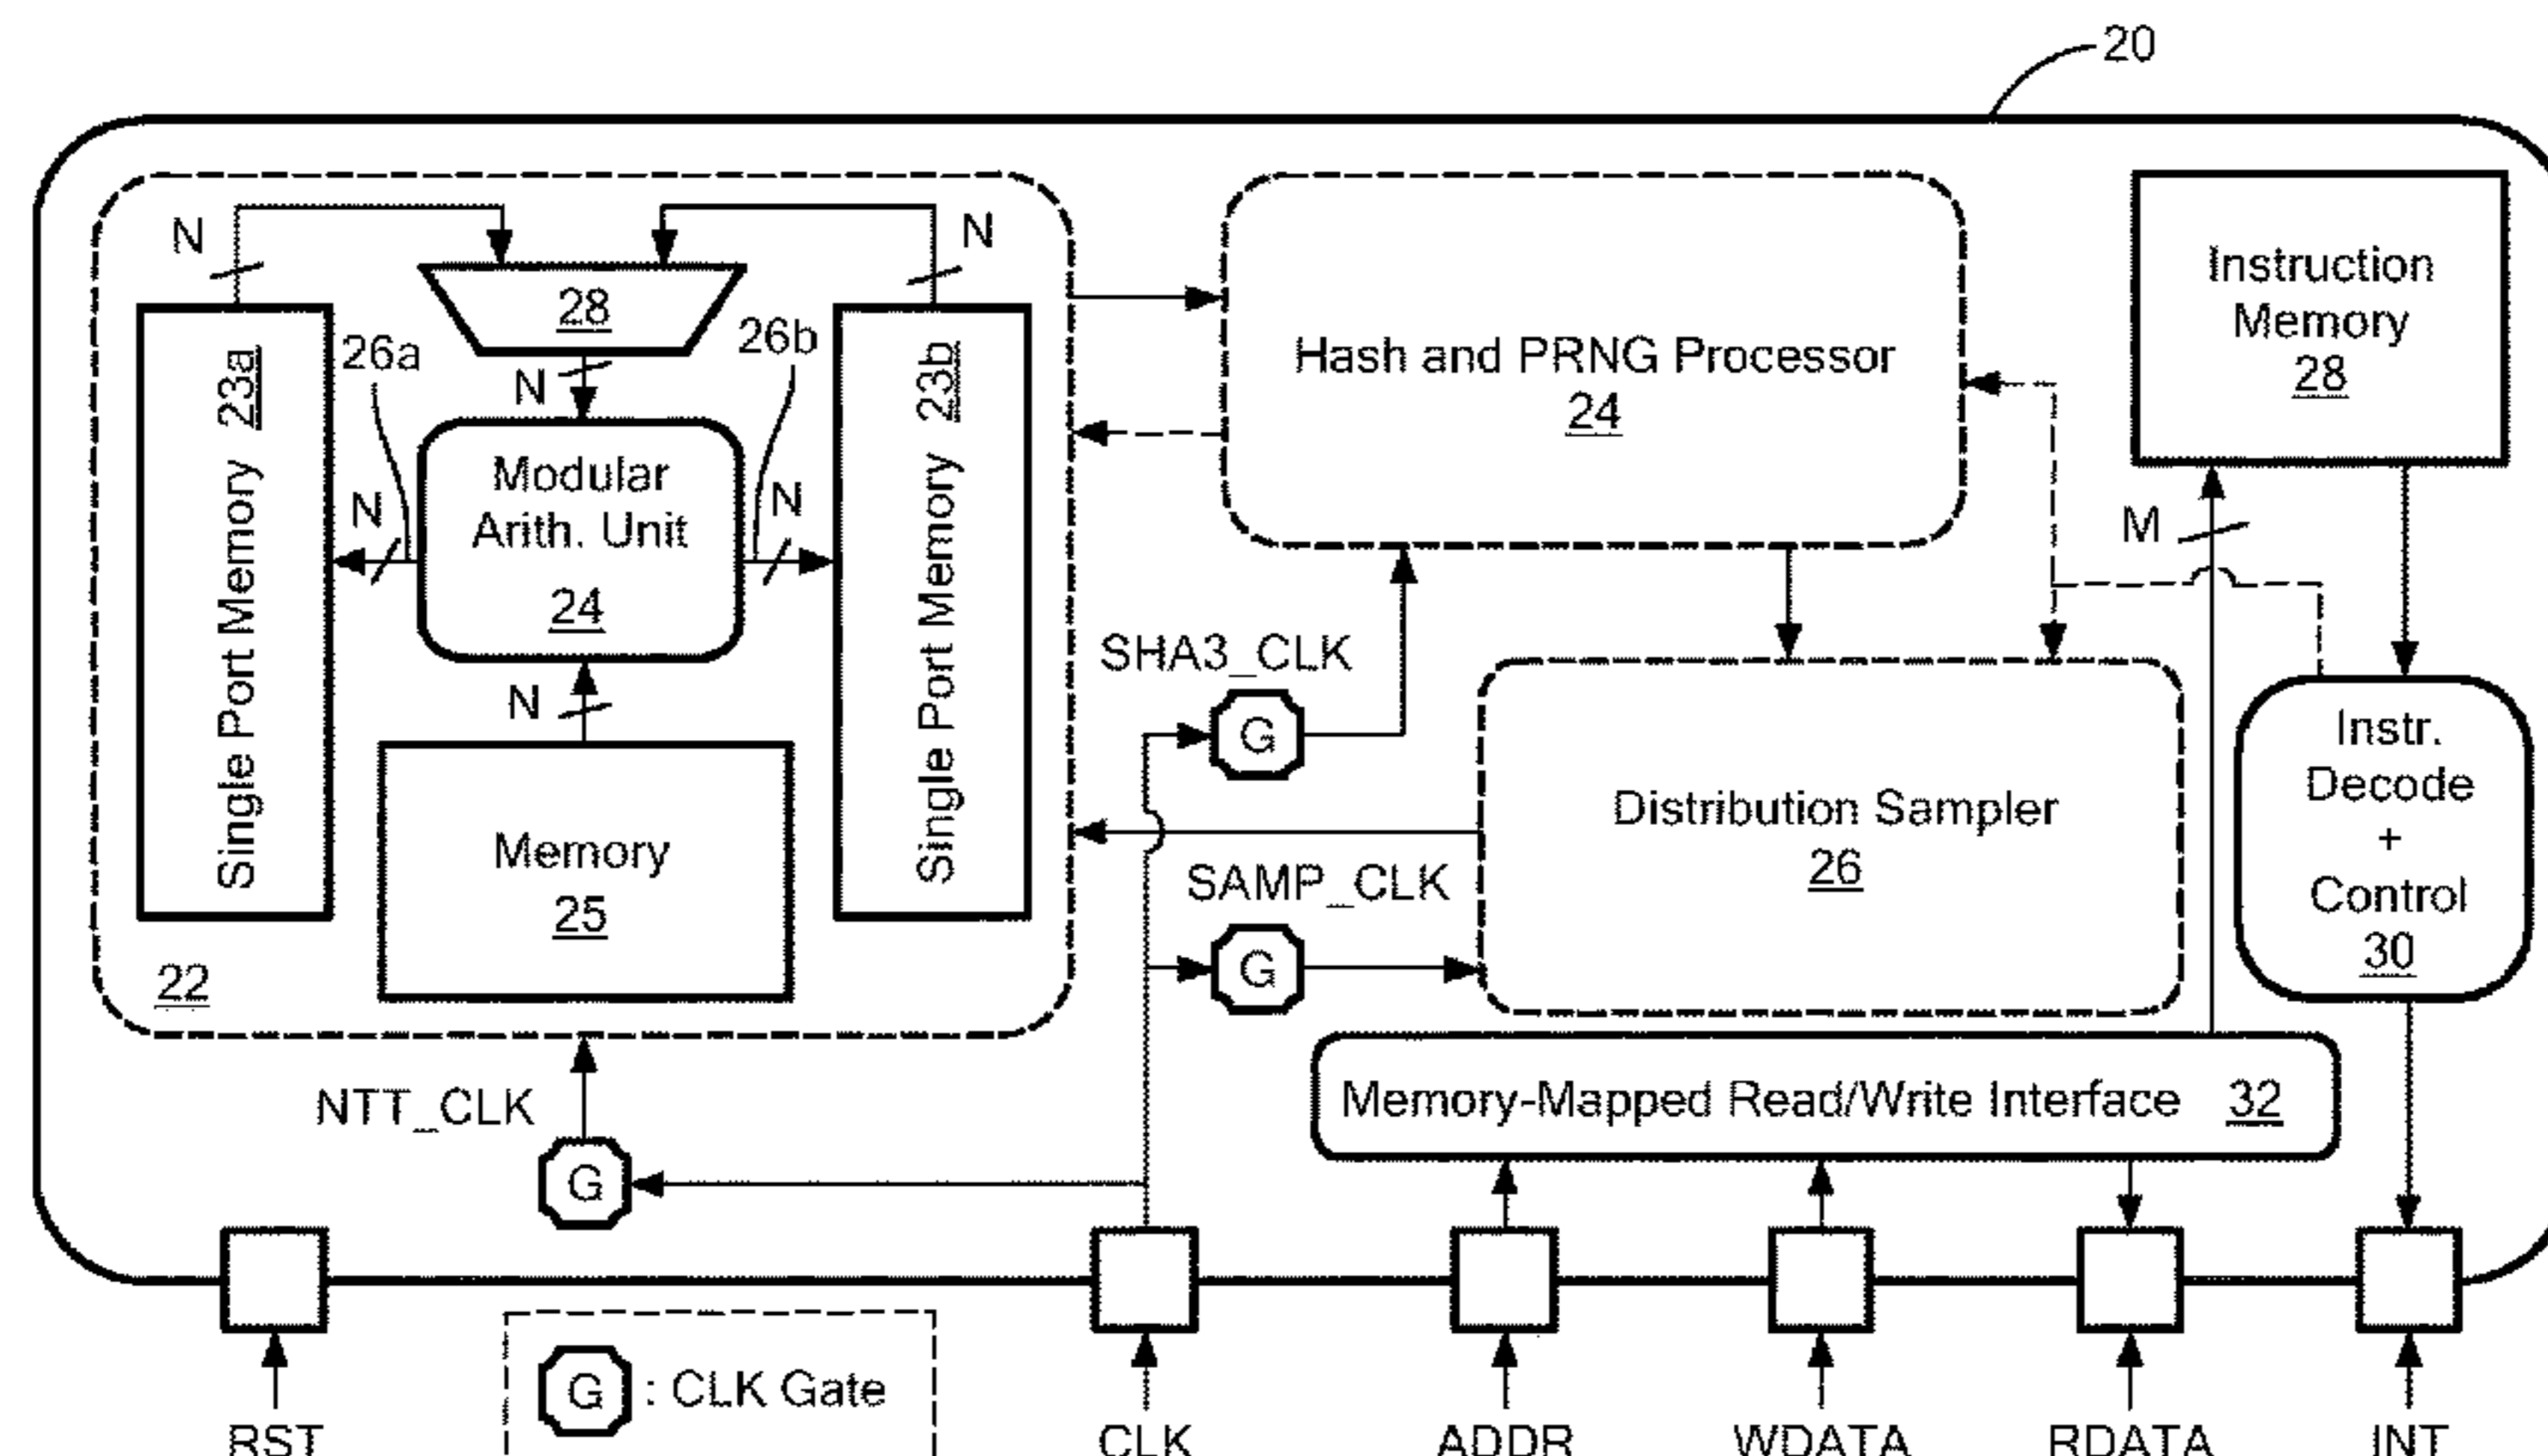 20
N
N
28
26a
26b
N
Single Port Memory 23a
Single Port Memory 23b
Modular
Arith. Unit
24
N
N
N
Memory
25
22
Hash and PRNG Processor
24
Instruction
Memory
28
M
SHA3_CLK
G
Distribution Sampler
26
SAMP_CLK
G
Instr.
Decode
+
Control
30
NTT_CLK
G
Memory-Mapped Read/Write Interface 32
G : CLK Gate
RST
CLK
ADDR
WDATA
RDATA
INT